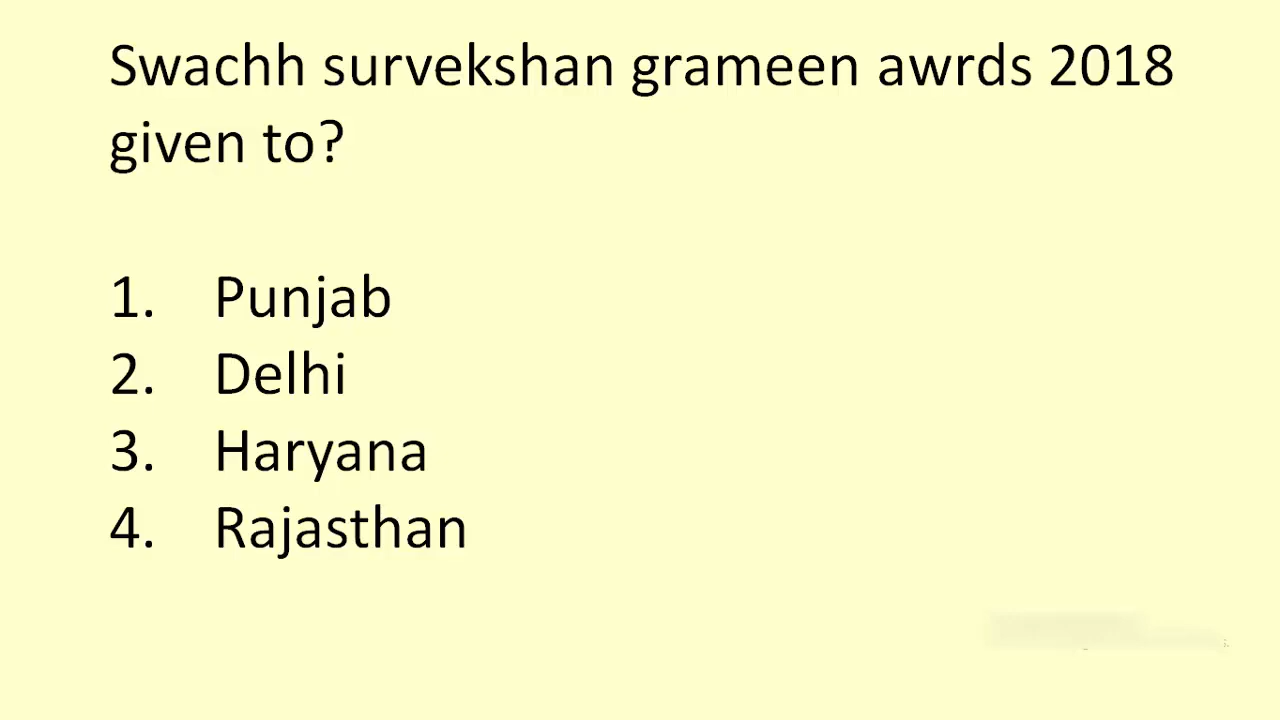 Swachh survekshan grameen awrds 2018
given to?
1. Punjab
2. Delhi
3. Haryana
4. Rajasthan